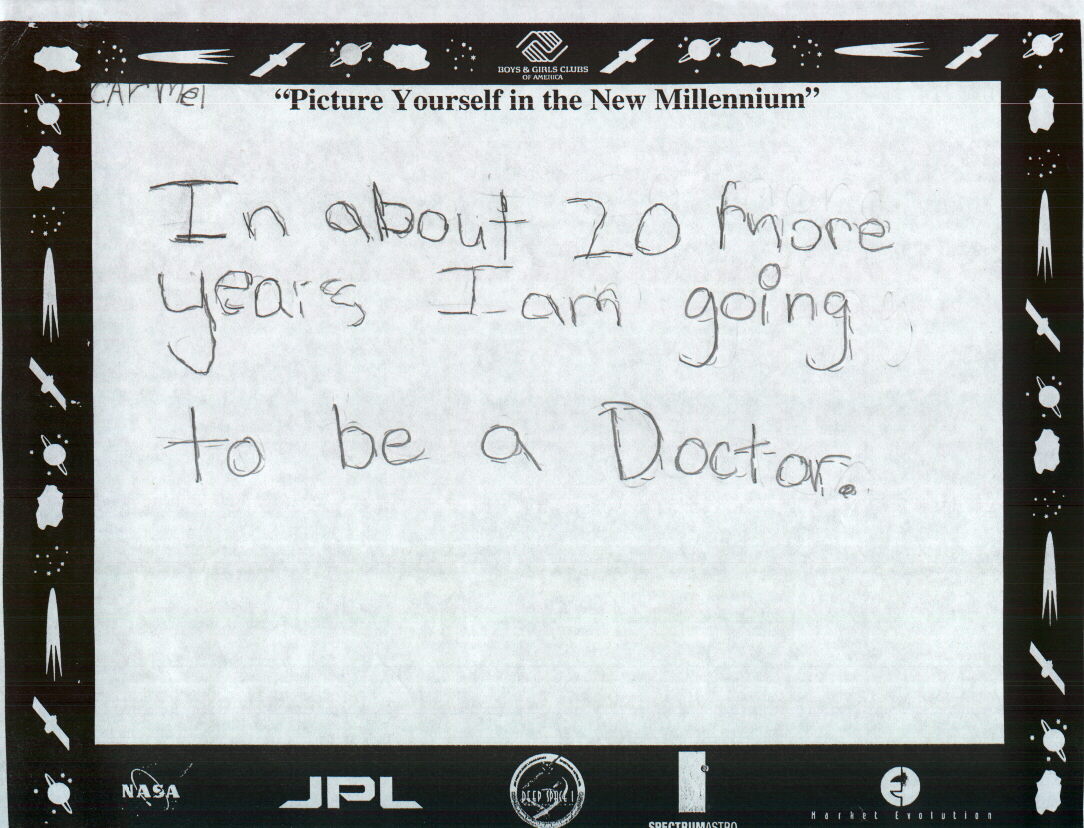 BOYS & GIRLS CLUBS
OF AMERICA
CArMel
“Picture Yourself in the New Millennium”
In about 20 more
years I am going
to be a Doctor.
NASA
JPL
DEEP SPACE 1
SPECTRUMASTRO
Market Evolution